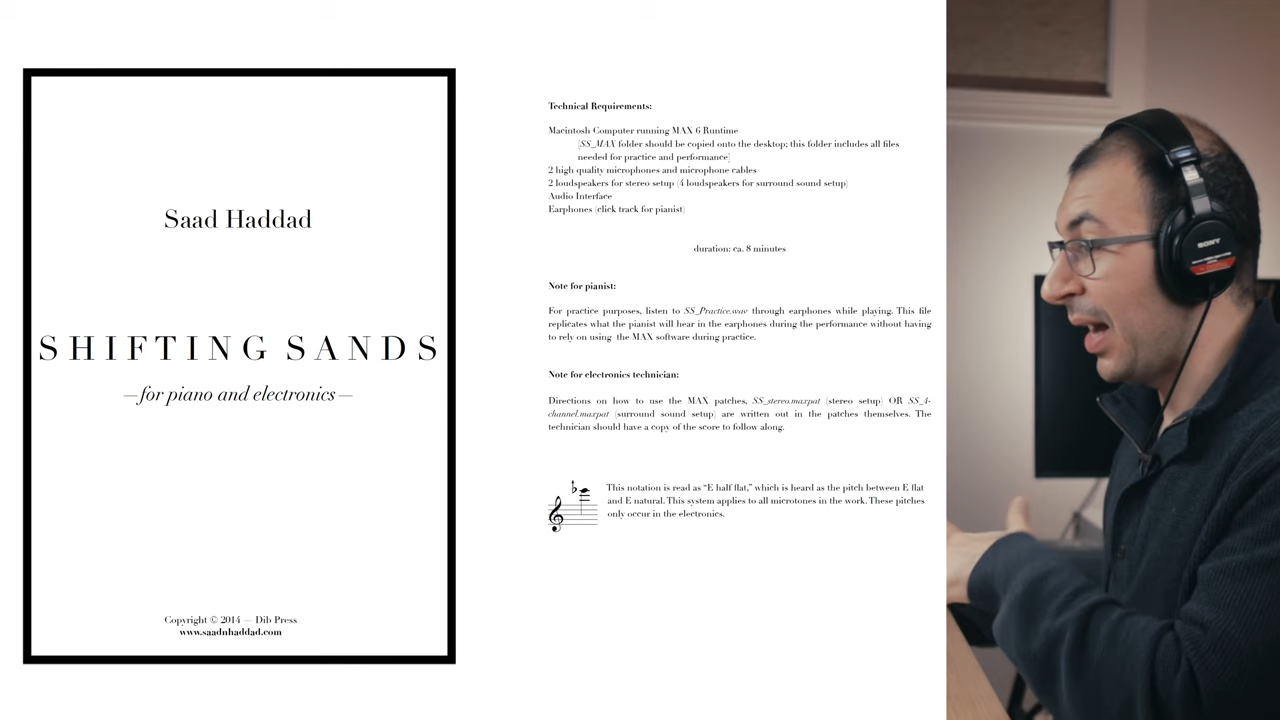 Saad Haddad
SHIFTING SANDS
—for piano and electronics—
Copyright © 2014 — Dib Press
www.saadnhaddad.com
Technical Requirements:
Macintosh Computer running MAX 6 Runtime
[SS_MAX folder should be copied onto the desktop; this folder includes all files
needed for practice and performance]
2 high quality microphones and microphone cables
2 loudspeakers for stereo setup (4 loudspeakers for surround sound setup)
Audio Interface
Earphones (click track for pianist)
duration: ca. 8 minutes
Note for pianist:
For practice purposes, listen to SS_Practice.wav through earphones while playing. This file
replicates what the pianist will hear in the earphones during the performance without having
to rely on using the MAX software during practice.
Note for electronics technician:
Directions on how to use the MAX patches, SS_stereo.maxpat (stereo setup) OR SS_4-
channel.maxpat (surround sound setup) are written out in the patches themselves. The
technician should have a copy of the score to follow along.
This notation is read as “E half flat,” which is heard as the pitch between E flat
and E natural. This system applies to all microtones in the work. These pitches
only occur in the electronics.
SONY